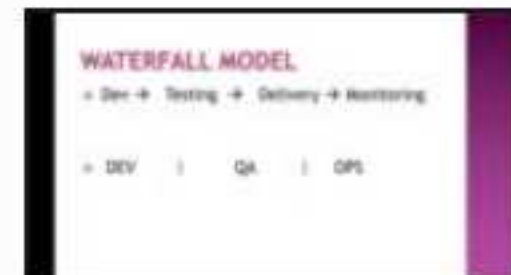 WATERFALL MODEL
Dev → Testing → Delivery → Monitoring
DEV | QA | OPS